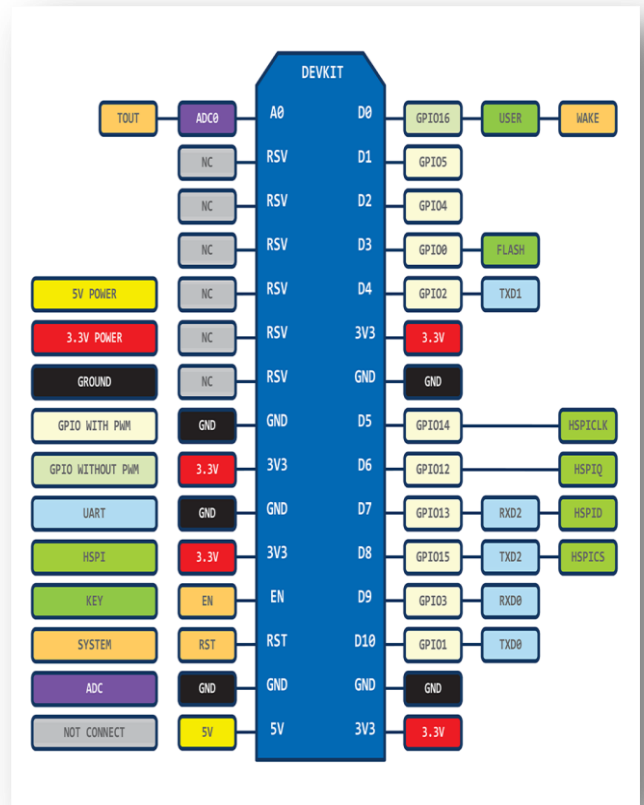 DEVKIT
TOUT ADC0 A0 D0 GPIO16 USER WAKE
NC RSV D1 GPIO5
NC RSV D2 GPIO4
NC RSV D3 GPIO0 FLASH
5V POWER NC RSV D4 GPIO2 TXD1
3.3V POWER NC RSV 3V3 3.3V
GROUND NC RSV GND GND
GPIO WITH PWM GND GND D5 GPIO14 HSPICLK
GPIO WITHOUT PWM 3.3V 3V3 D6 GPIO12 HSPIQ
UART GND GND D7 GPIO13 RXD2 HSPID
HSPI 3.3V 3V3 D8 GPIO15 TXD2 HSPICS
KEY EN EN D9 GPIO3 RXD0
SYSTEM RST RST D10 GPIO1 TXD0
ADC GND GND GND GND
NOT CONNECT 5V 5V 3V3 3.3V